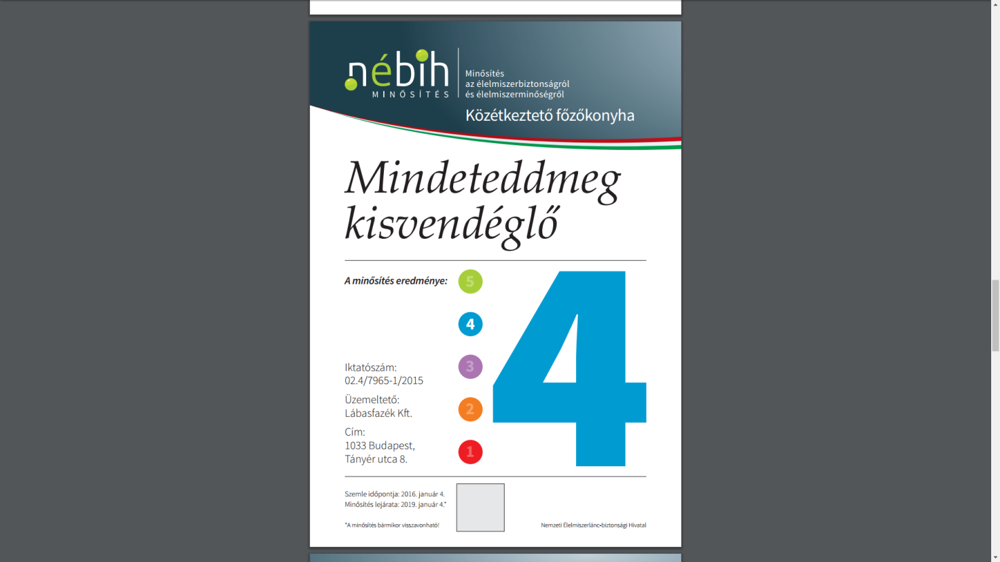 nébih
MINŐSÍTÉS
Minősítés
az élelmiszerbiztonságról
és élelmiszerminőségről
Közétkeztető főzőkonyha
Mindeteddmeg
kisvendéglő
A minősítés eredménye:
5
4
3
2
1
4
Iktatószám:
02.4/7965-1/2015
Üzemeltető:
Lábasfazék Kft.
Cím:
1033 Budapest,
Tányér utca 8.
Szemle időpontja: 2016. január 4.
Minősítés lejárata: 2019. január 4.*
*A minősítés bármikor visszavonható!
Nemzeti Élelmiszerlánc-biztonsági Hivatal